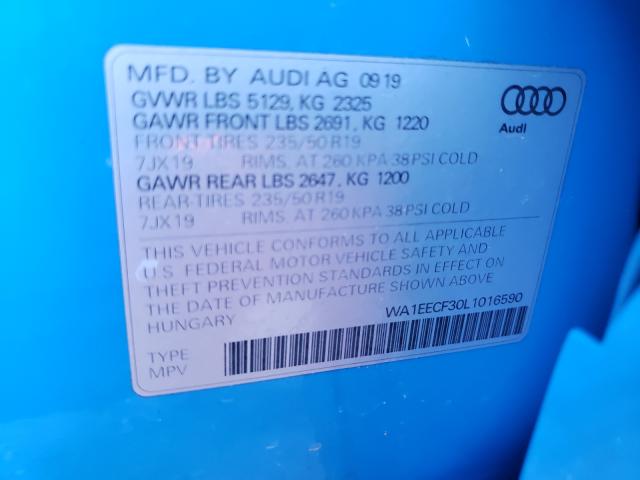 MFD. BY AUDI AG 09 19
GVWR LBS 5129, KG 2325
GAWR FRONT LBS 2691, KG 1220
FRONT TIRES 235/50 R19
7JX19 RIMS. AT 260 KPA 38 PSI COLD
GAWR REAR LBS 2647, KG 1200
REAR-TIRES 235/50 R19
7JX19 RIMS. AT 260 KPA 38 PSI COLD
Audi
THIS VEHICLE CONFORMS TO ALL APPLICABLE
U.S. FEDERAL MOTOR VEHICLE SAFETY AND
THEFT PREVENTION STANDARDS IN EFFECT ON
THE DATE OF MANUFACTURE SHOWN ABOVE
HUNGARY
WA1EECF30L1016590
TYPE
MPV